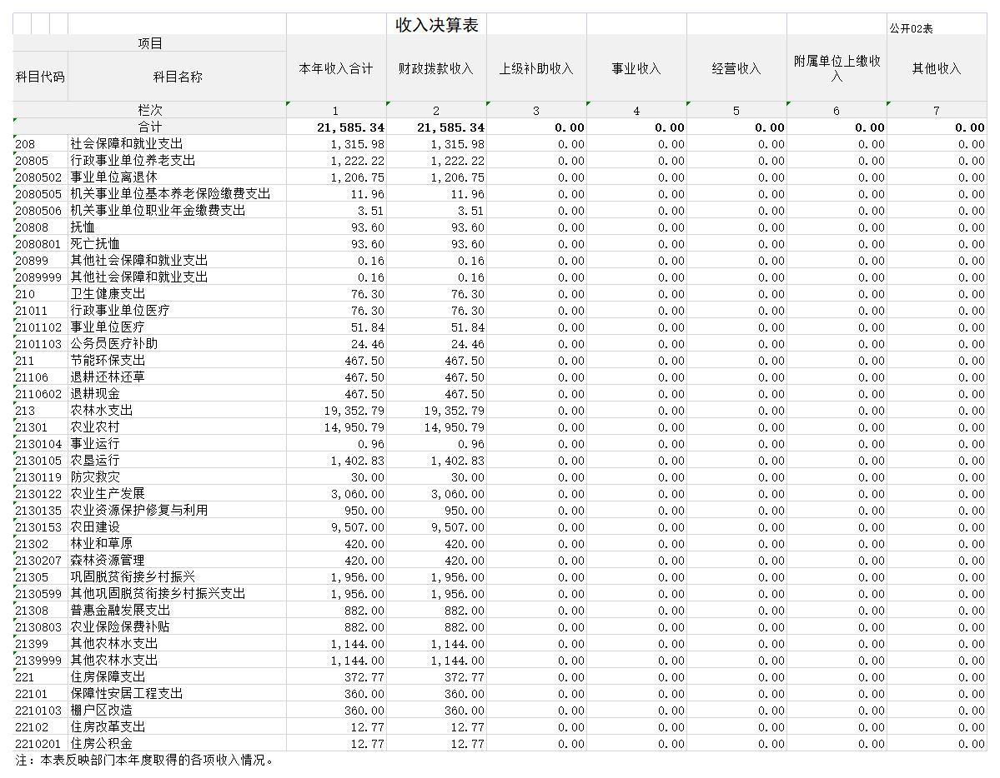 收入决算表
公开02表
项目 本年收入合计 财政拨款收入 上级补助收入 事业收入 经营收入 附属单位上缴收入 其他收入
科目代码 科目名称
栏次 1 2 3 4 5 6 7
合计 21,585.34 21,585.34 0.00 0.00 0.00 0.00 0.00
208 社会保障和就业支出 1,315.98 1,315.98 0.00 0.00 0.00 0.00 0.00
20805 行政事业单位养老支出 1,222.22 1,222.22 0.00 0.00 0.00 0.00 0.00
2080502 事业单位离退休 1,206.75 1,206.75 0.00 0.00 0.00 0.00 0.00
2080505 机关事业单位基本养老保险缴费支出 11.96 11.96 0.00 0.00 0.00 0.00 0.00
2080506 机关事业单位职业年金缴费支出 3.51 3.51 0.00 0.00 0.00 0.00 0.00
20808 抚恤 93.60 93.60 0.00 0.00 0.00 0.00 0.00
2080801 死亡抚恤 93.60 93.60 0.00 0.00 0.00 0.00 0.00
20899 其他社会保障和就业支出 0.16 0.16 0.00 0.00 0.00 0.00 0.00
2089999 其他社会保障和就业支出 0.16 0.16 0.00 0.00 0.00 0.00 0.00
210 卫生健康支出 76.30 76.30 0.00 0.00 0.00 0.00 0.00
21011 行政事业单位医疗 76.30 76.30 0.00 0.00 0.00 0.00 0.00
2101102 事业单位医疗 51.84 51.84 0.00 0.00 0.00 0.00 0.00
2101103 公务员医疗补助 24.46 24.46 0.00 0.00 0.00 0.00 0.00
211 节能环保支出 467.50 467.50 0.00 0.00 0.00 0.00 0.00
21106 退耕还林还草 467.50 467.50 0.00 0.00 0.00 0.00 0.00
2110602 退耕现金 467.50 467.50 0.00 0.00 0.00 0.00 0.00
213 农林水支出 19,352.79 19,352.79 0.00 0.00 0.00 0.00 0.00
21301 农业农村 14,950.79 14,950.79 0.00 0.00 0.00 0.00 0.00
2130104 事业运行 0.96 0.96 0.00 0.00 0.00 0.00 0.00
2130105 农垦运行 1,402.83 1,402.83 0.00 0.00 0.00 0.00 0.00
2130119 防灾救灾 30.00 30.00 0.00 0.00 0.00 0.00 0.00
2130122 农业生产发展 3,060.00 3,060.00 0.00 0.00 0.00 0.00 0.00
2130135 农业资源保护修复与利用 950.00 950.00 0.00 0.00 0.00 0.00 0.00
2130153 农田建设 9,507.00 9,507.00 0.00 0.00 0.00 0.00 0.00
21302 林业和草原 420.00 420.00 0.00 0.00 0.00 0.00 0.00
2130207 森林资源管理 420.00 420.00 0.00 0.00 0.00 0.00 0.00
21305 巩固脱贫衔接乡村振兴 1,956.00 1,956.00 0.00 0.00 0.00 0.00 0.00
2130599 其他巩固脱贫衔接乡村振兴支出 1,956.00 1,956.00 0.00 0.00 0.00 0.00 0.00
21308 普惠金融发展支出 882.00 882.00 0.00 0.00 0.00 0.00 0.00
2130803 农业保险保费补贴 882.00 882.00 0.00 0.00 0.00 0.00 0.00
21399 其他农林水支出 1,144.00 1,144.00 0.00 0.00 0.00 0.00 0.00
2139999 其他农林水支出 1,144.00 1,144.00 0.00 0.00 0.00 0.00 0.00
221 住房保障支出 372.77 372.77 0.00 0.00 0.00 0.00 0.00
22101 保障性安居工程支出 360.00 360.00 0.00 0.00 0.00 0.00 0.00
2210103 棚户区改造 360.00 360.00 0.00 0.00 0.00 0.00 0.00
22102 住房改革支出 12.77 12.77 0.00 0.00 0.00 0.00 0.00
2210201 住房公积金 12.77 12.77 0.00 0.00 0.00 0.00 0.00
注：本表反映部门本年度取得的各项收入情况。